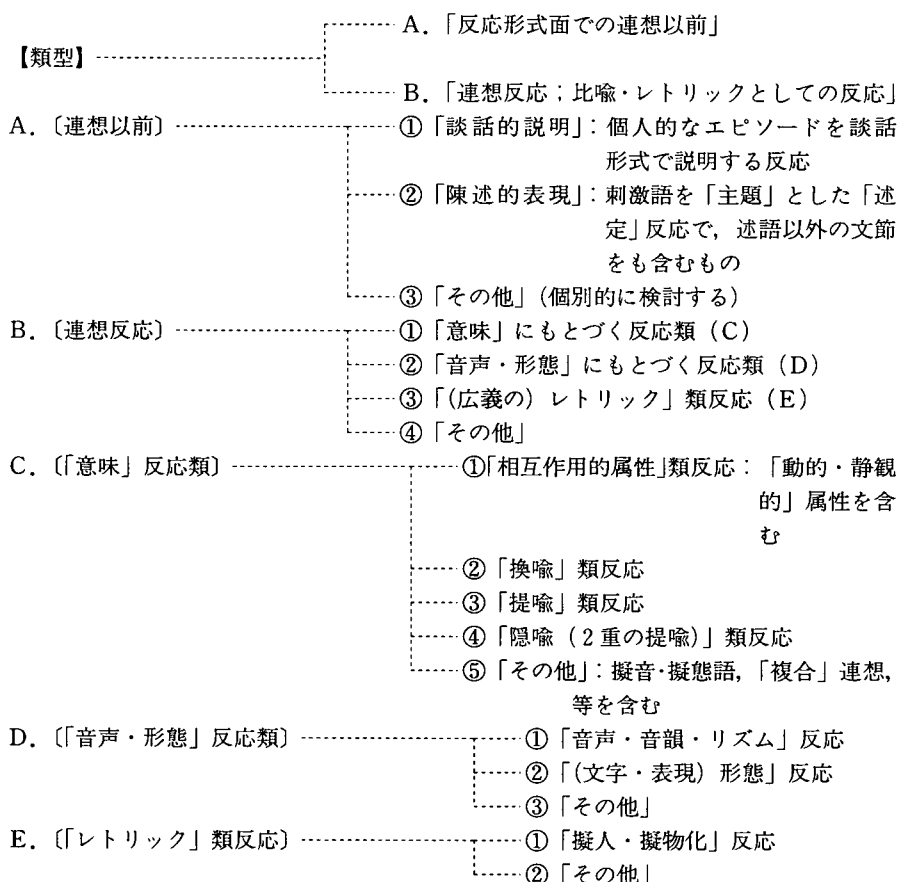 A．「反応形式面での連想以前」
【類型】
B．「連想反応；比喩・レトリックとしての反応」
A．〔連想以前〕 ①「談話的説明」：個人的なエピソードを談話
形式で説明する反応
②「陳述的表現」：刺激語を「主題」とした「述
定」反応で，述語以外の文節
をも含むもの
③「その他」（個別的に検討する）
B．〔連想反応〕 ①「意味」にもとづく反応類（C）
②「音声・形態」にもとづく反応類（D）
③「（広義の）レトリック」類反応（E）
④「その他」
C．〔「意味」反応類〕 ①「相互作用的属性」類反応：「動的・静観
的」属性を含
む
②「換喩」類反応
③「提喩」類反応
④「隠喩（２重の提喩）」類反応
⑤「その他」：擬音・擬態語，「複合」連想，
等を含む
D．〔「音声・形態」反応類〕 ①「音声・音韻・リズム」反応
②「（文字・表現）形態」反応
③「その他」
E．〔「レトリック」類反応〕 ①「擬人・擬物化」反応
②「その他」